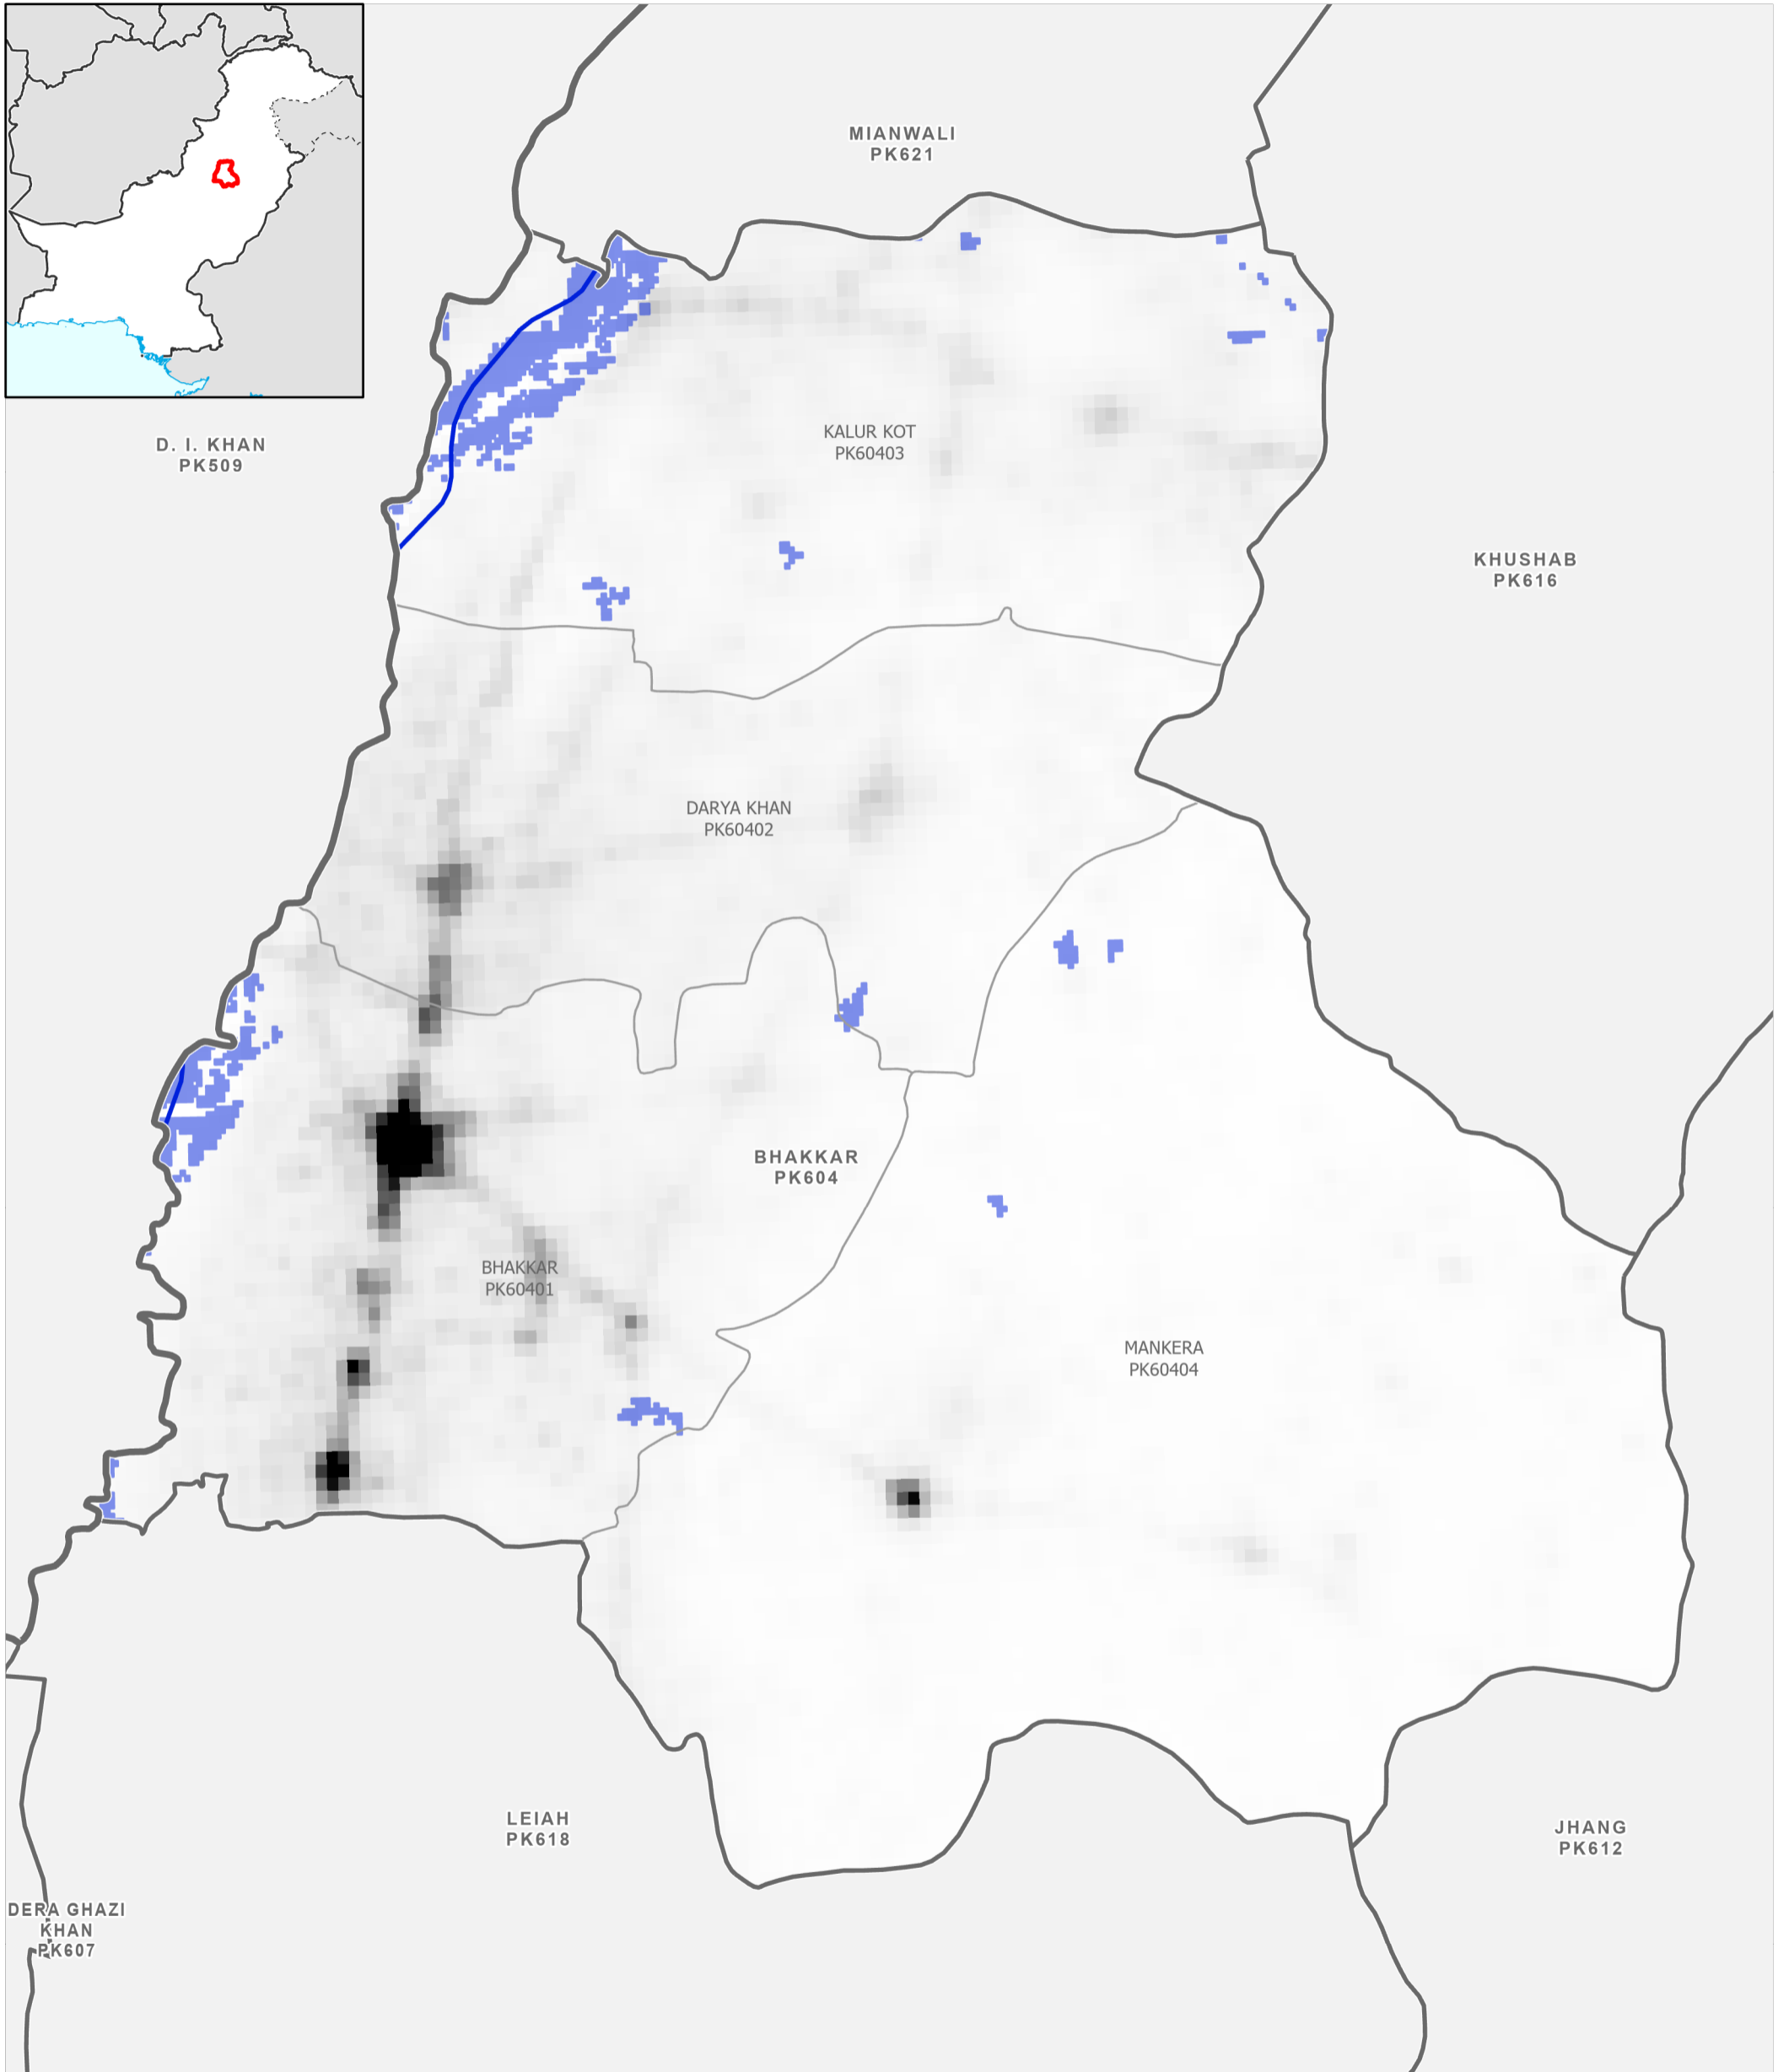 MIANWALI
PK621
D. I. KHAN
PK509
KALUR KOT
PK60403
KHUSHAB
PK616
DARYA KHAN
PK60402
BHAKKAR
PK604
BHAKKAR
PK60401
MANKERA
PK60404
LEIAH
PK618
JHANG
PK612
DERA GHAZI
KHAN
PK607